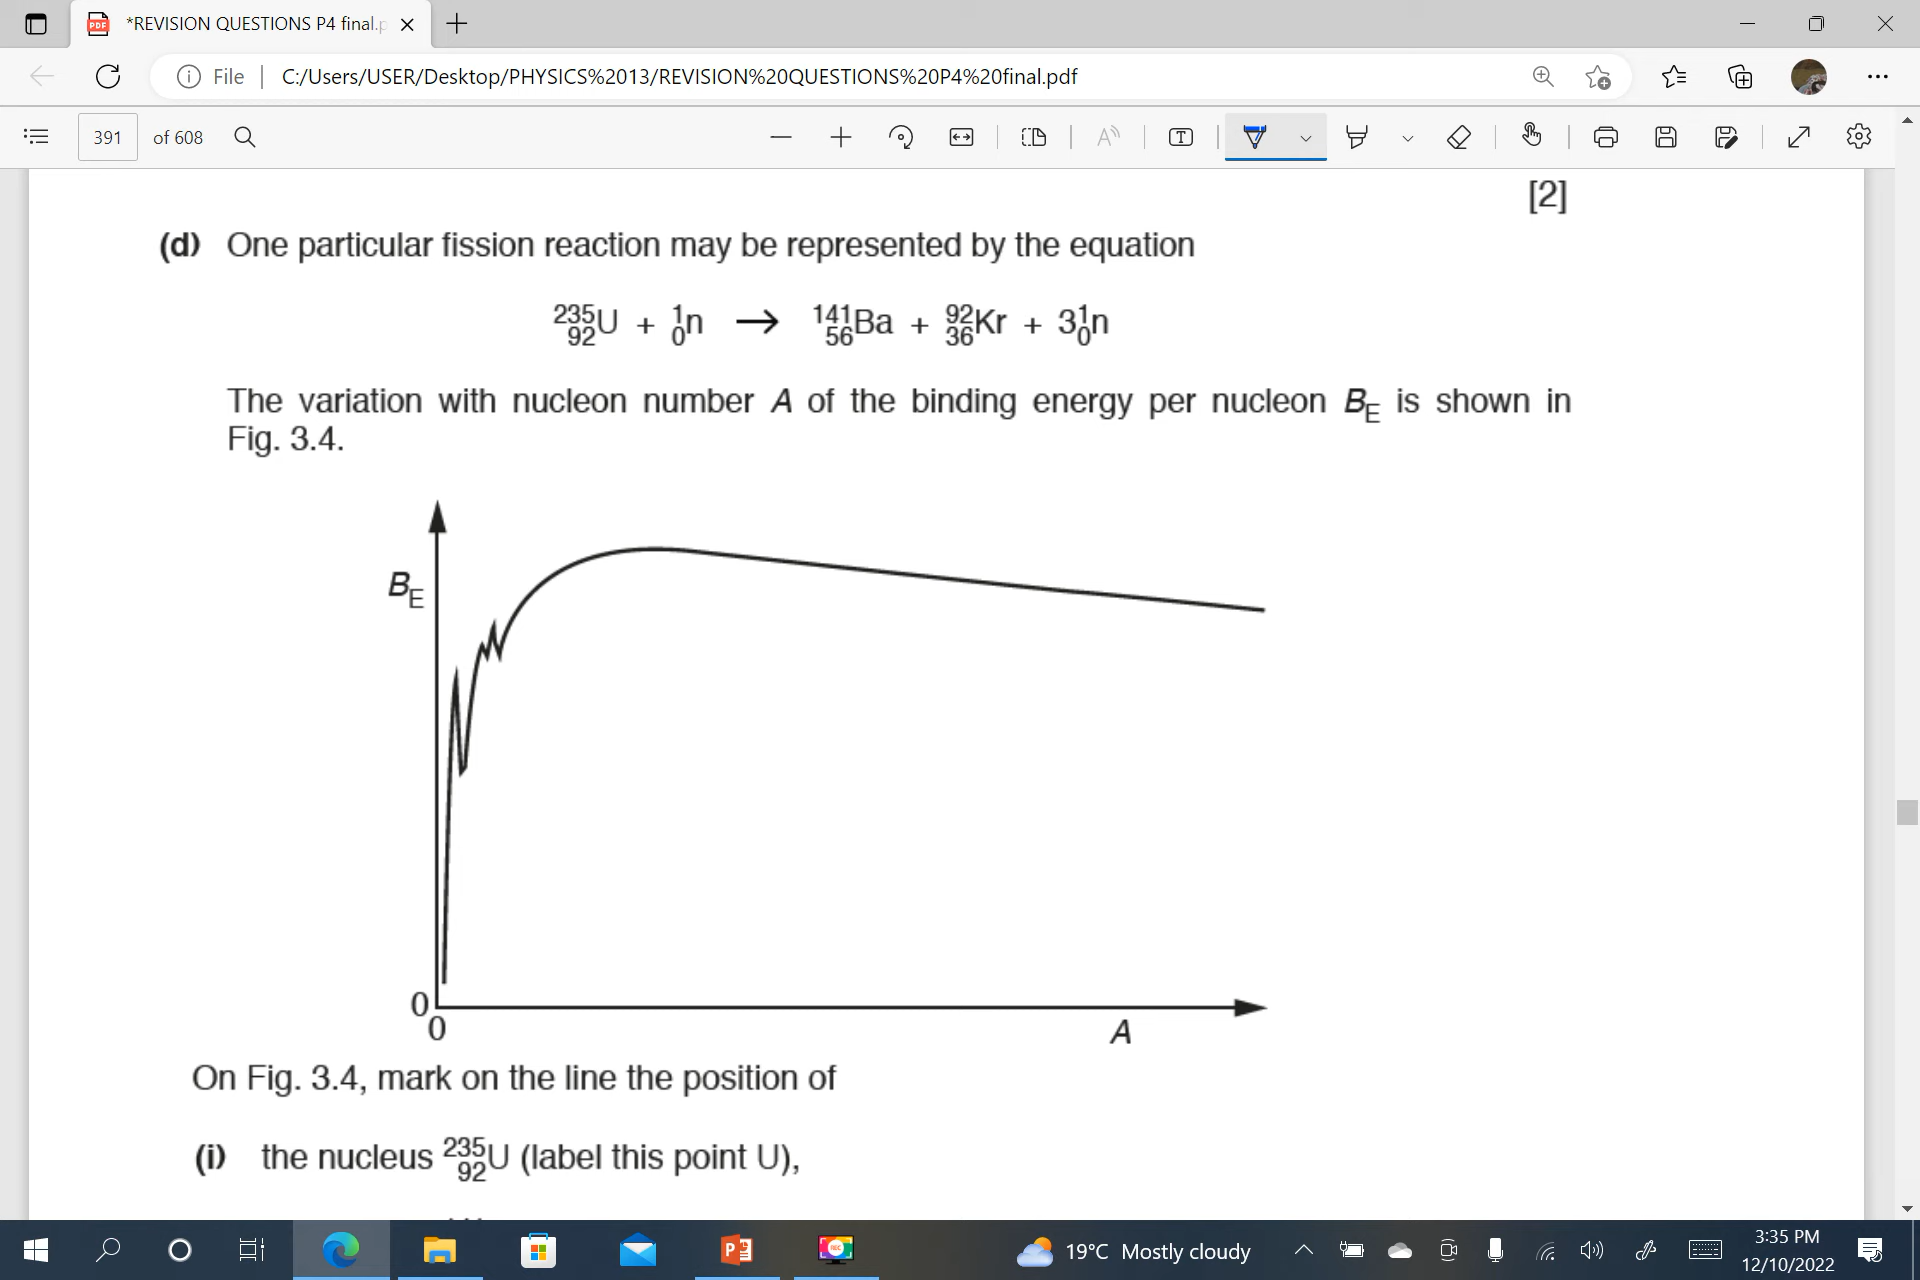 *REVISION QUESTIONS P4 final.p
File
C:/Users/USER/Desktop/PHYSICS%2013/REVISION%20QUESTIONS%20P4%20final.pdf
391 of 608
[2]
(d) One particular fission reaction may be represented by the equation
²³⁵₉₂U + ¹₀n → ¹⁴¹₅₆Ba + ⁹²₃₆Kr + 3¹₀n
The variation with nucleon number A of the binding energy per nucleon B_E is shown in
Fig. 3.4.
B_E
0
0
A
On Fig. 3.4, mark on the line the position of
(i) the nucleus ²³⁵₉₂U (label this point U),
19°C Mostly cloudy
3:35 PM
12/10/2022